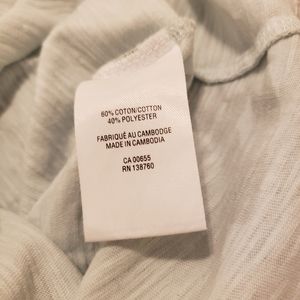 60% COTON/COTTON
40% POLYESTER
FABRIQUÉ AU CAMBODGE
MADE IN CAMBODIA
CA 00655
RN 138760